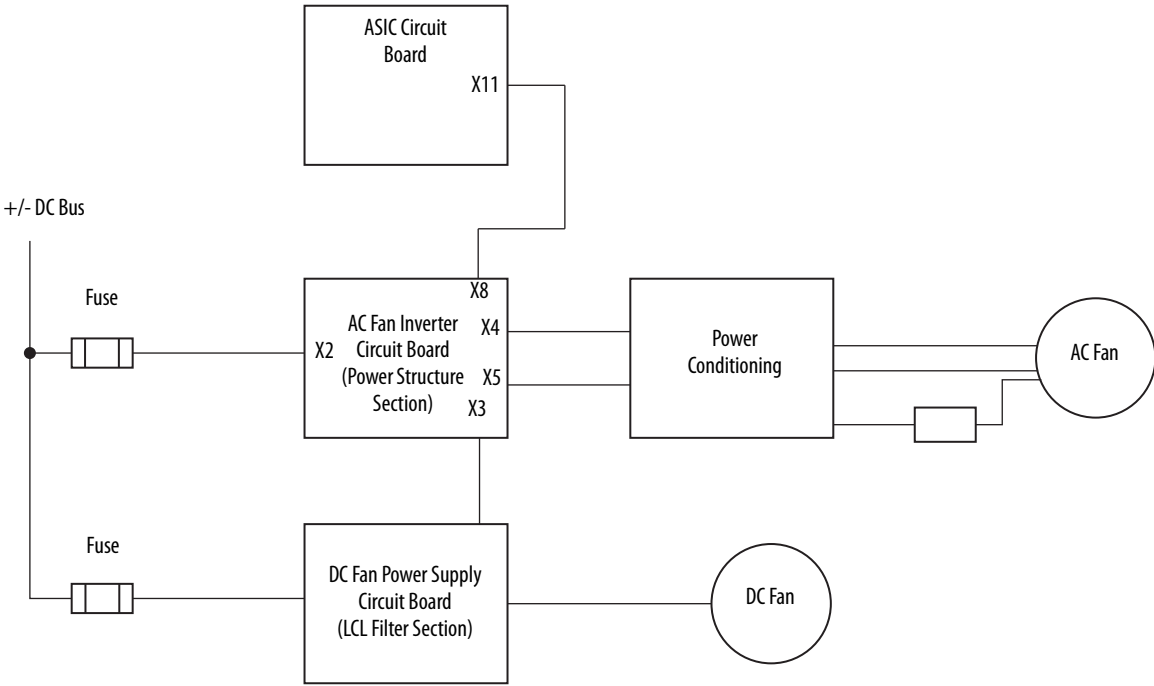 ASIC Circuit
Board
X11
+/- DC Bus
Fuse
X8
AC Fan Inverter
Circuit Board
(Power Structure
Section)
X2
X4
X5
X3
Power
Conditioning
AC Fan
Fuse
DC Fan Power Supply
Circuit Board
(LCL Filter Section)
DC Fan